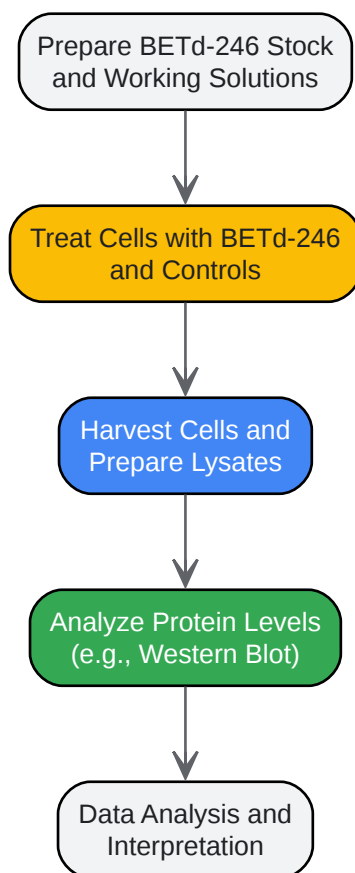 Prepare BETd-246 Stock
and Working Solutions
Treat Cells with BETd-246
and Controls
Harvest Cells and
Prepare Lysates
Analyze Protein Levels
(e.g., Western Blot)
Data Analysis and
Interpretation